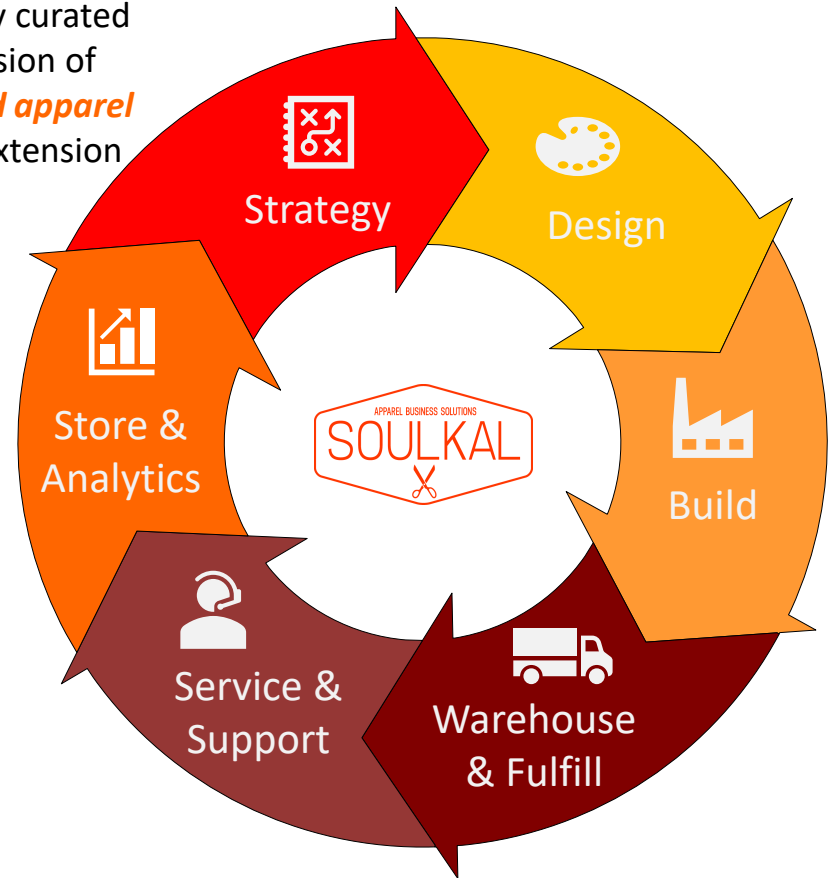 curated
sion of
apparel
xtension
Strategy
Design
Store &
Analytics
APPAREL BUSINESS SOLUTIONS
SOULKAL
Build
Service &
Support
Warehouse
& Fulfill